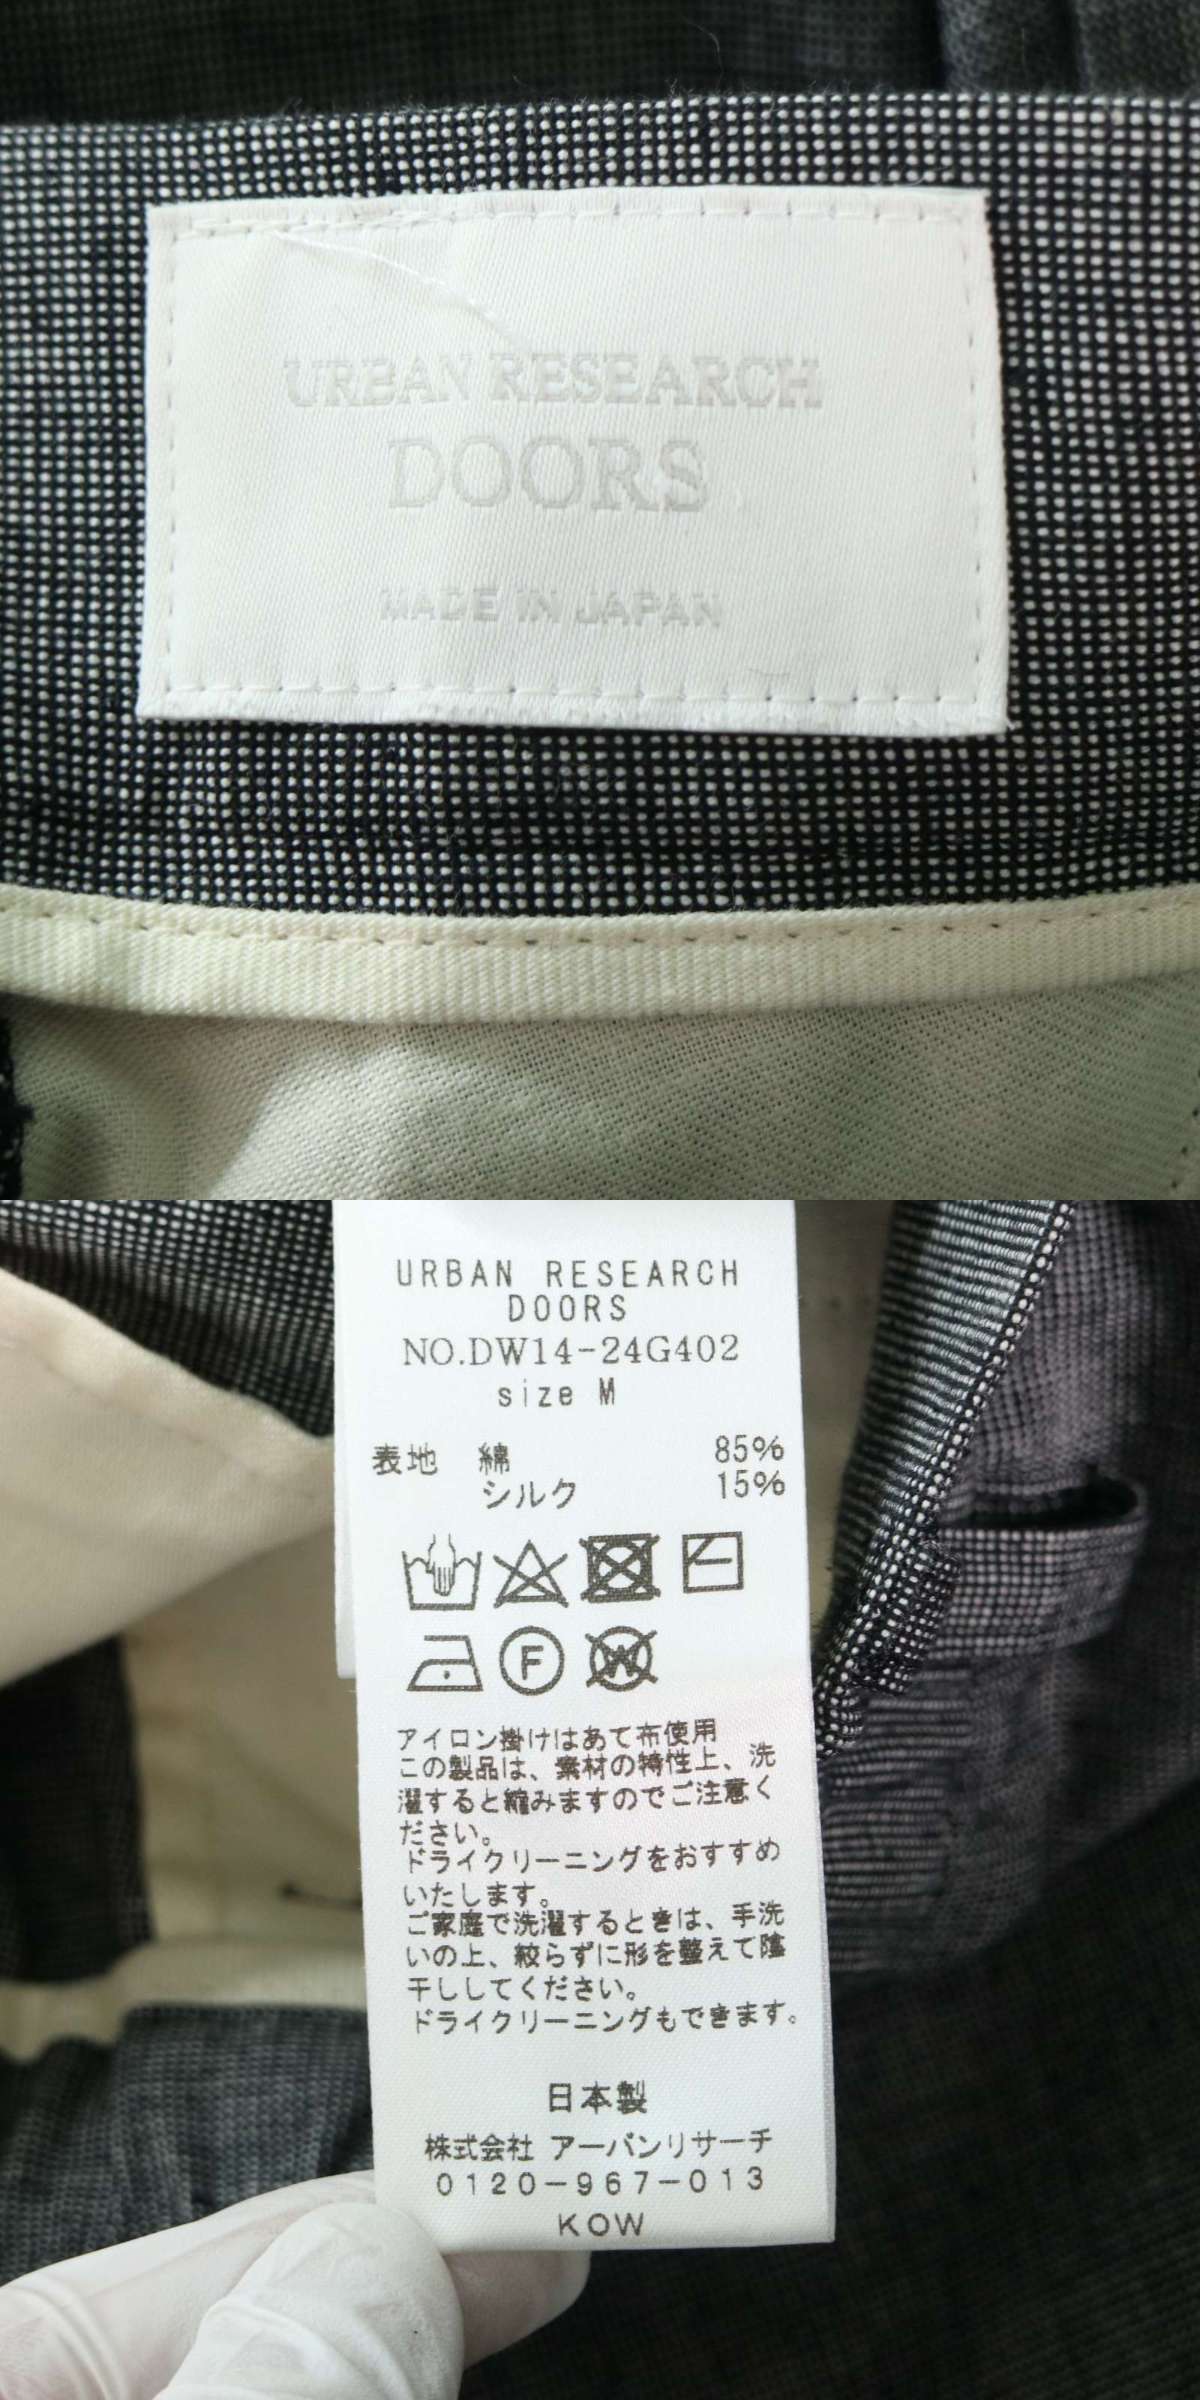 URBAN RESEARCH
DOORS
MADE IN JAPAN
URBAN RESEARCH
DOORS
NO.DW14-24G402
size M
表地 綿 85%
シルク 15%
F
W
アイロン掛けはあて布使用
この製品は、素材の特性上、洗
濯すると縮みますのでご注意く
ださい。
ドライクリーニングをおすすめ
いたします。
ご家庭で洗濯するときは、手洗
いの上、絞らずに形を整えて陰
干ししてください。
ドライクリーニングもできます。
日本製
株式会社 アーバンリサーチ
0120-967-013
KOW